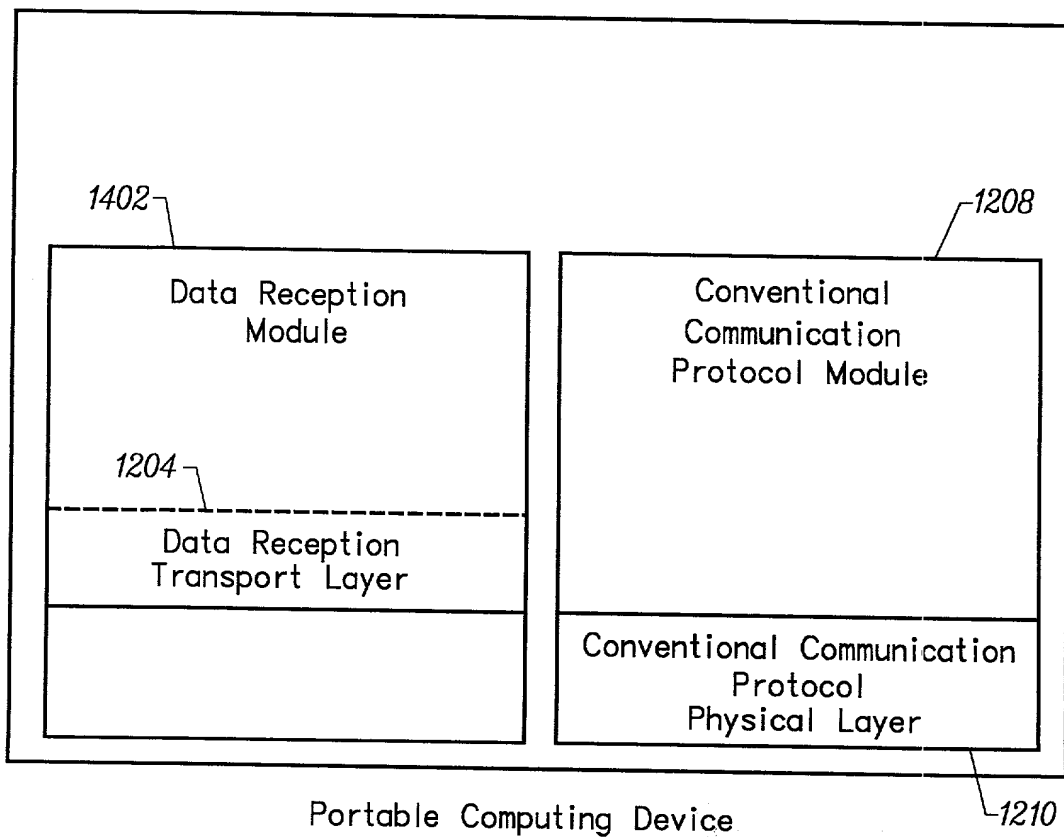 1402
1208
Data Reception
Module
Conventional
Communication
Protocol Module
1204
Data Reception
Transport Layer
Conventional Communication
Protocol
Physical Layer
Portable Computing Device
1210